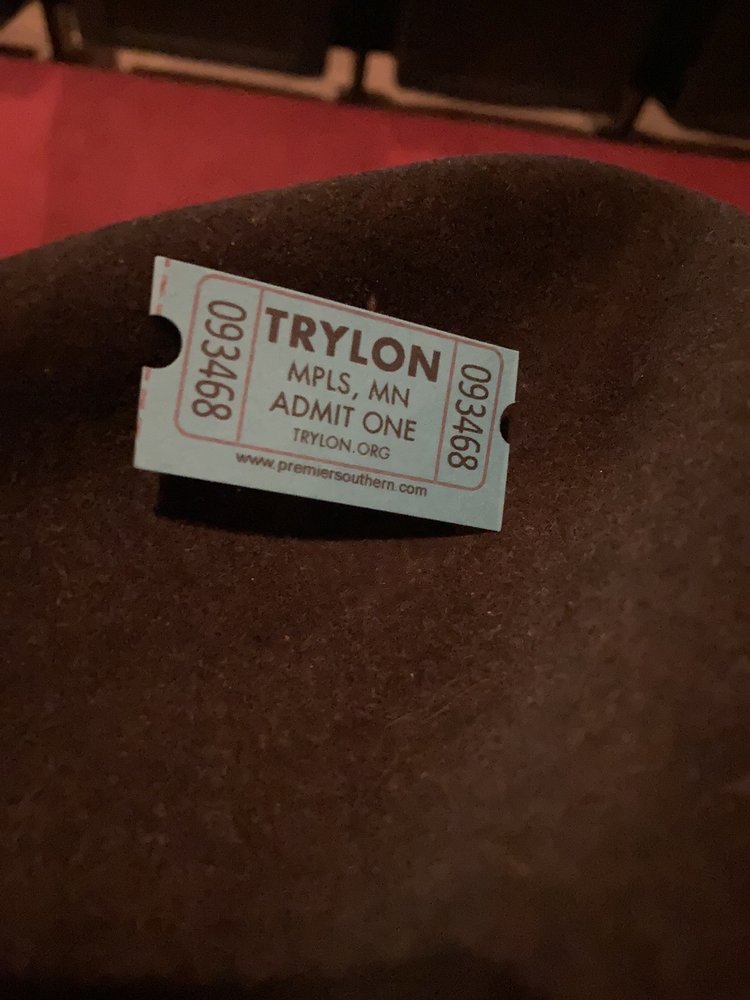 093468
TRYLON
MPLS, MN
ADMIT ONE
TRYLON.ORG
093468
www.premiersouthern.com